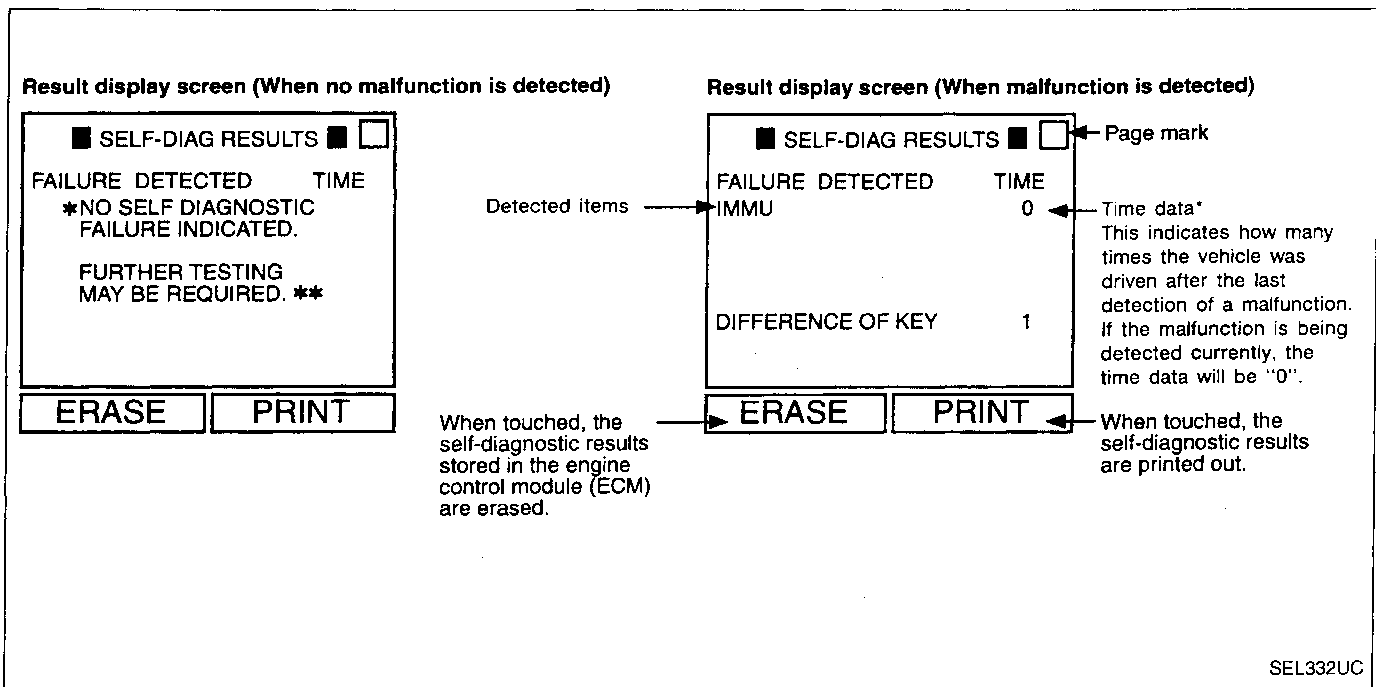 Result display screen (When no malfunction is detected)
■ SELF-DIAG RESULTS ■ □
FAILURE DETECTED TIME
*NO SELF DIAGNOSTIC
FAILURE INDICATED.
FURTHER TESTING
MAY BE REQUIRED. **
ERASE PRINT
Result display screen (When malfunction is detected)
■ SELF-DIAG RESULTS ■ □
Page mark
FAILURE DETECTED TIME
Detected items
IMMU 0
Time data*
This indicates how many
times the vehicle was
driven after the last
detection of a malfunction.
If the malfunction is being
detected currently, the
time data will be "0".
DIFFERENCE OF KEY 1
ERASE PRINT
When touched, the
self-diagnostic results
stored in the engine
control module (ECM)
are erased.
When touched, the
self-diagnostic results
are printed out.
SEL332UC